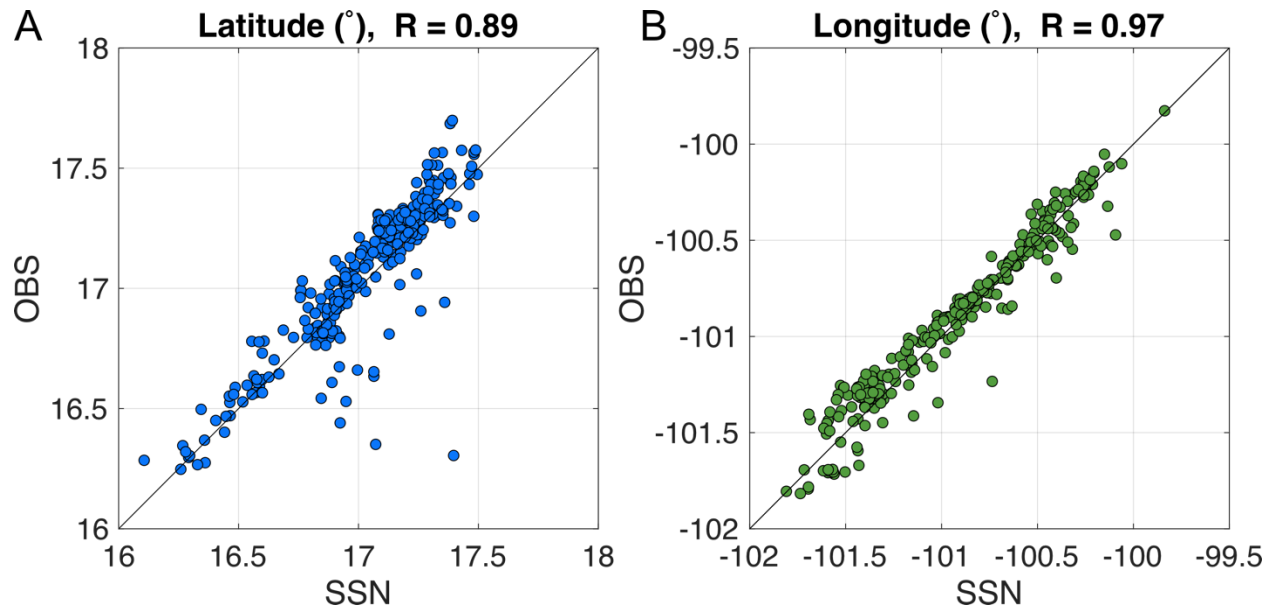 A
Latitude (°), R = 0.89
18
17.5
17
16.5
16
OBS
16
16.5
17
17.5
18
SSN
B
Longitude (°), R = 0.97
-99.5
-100
-100.5
-101
-101.5
-102
OBS
-102
-101.5
-101
-100.5
-100
-99.5
SSN